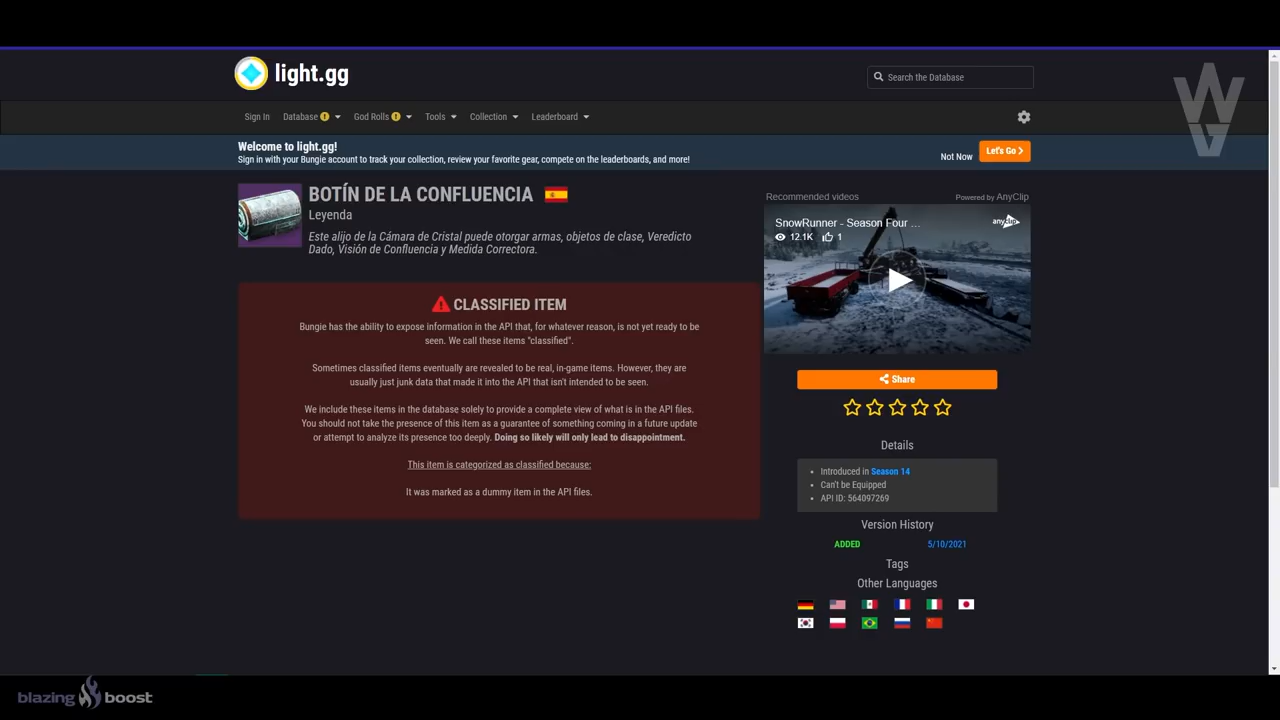 light.gg
Search the Database
Sign In Database God Rolls Tools Collection Leaderboard
Welcome to light.gg!
Sign in with your Bungie account to track your collection, review your favorite gear, compete on the leaderboards, and more!
Not Now Let's Go
BOTÍN DE LA CONFLUENCIA
Leyenda
Este alijo de la Cámara de Cristal puede otorgar armas, objetos de clase, Veredicto
Dado, Visión de Confluencia y Medida Correctora.
CLASSIFIED ITEM
Bungie has the ability to expose information in the API that, for whatever reason, is not yet ready to be
seen. We call these items "classified".
Sometimes classified items eventually are revealed to be real, in-game items. However, they are
usually just junk data that made it into the API that isn't intended to be seen.
We include these items in the database solely to provide a complete view of what is in the API files.
You should not take the presence of this item as a guarantee of something coming in a future update
or attempt to analyze its presence too deeply. Doing so likely will only lead to disappointment.
This item is categorized as classified because:
It was marked as a dummy item in the API files.
Recommended videos
Powered by AnyClip
SnowRunner - Season Four ...
12.1K 1
anyclip
Share
Details
Introduced in Season 14
Can't be Equipped
API ID: 564097269
Version History
ADDED 5/10/2021
Tags
Other Languages
blazing boost